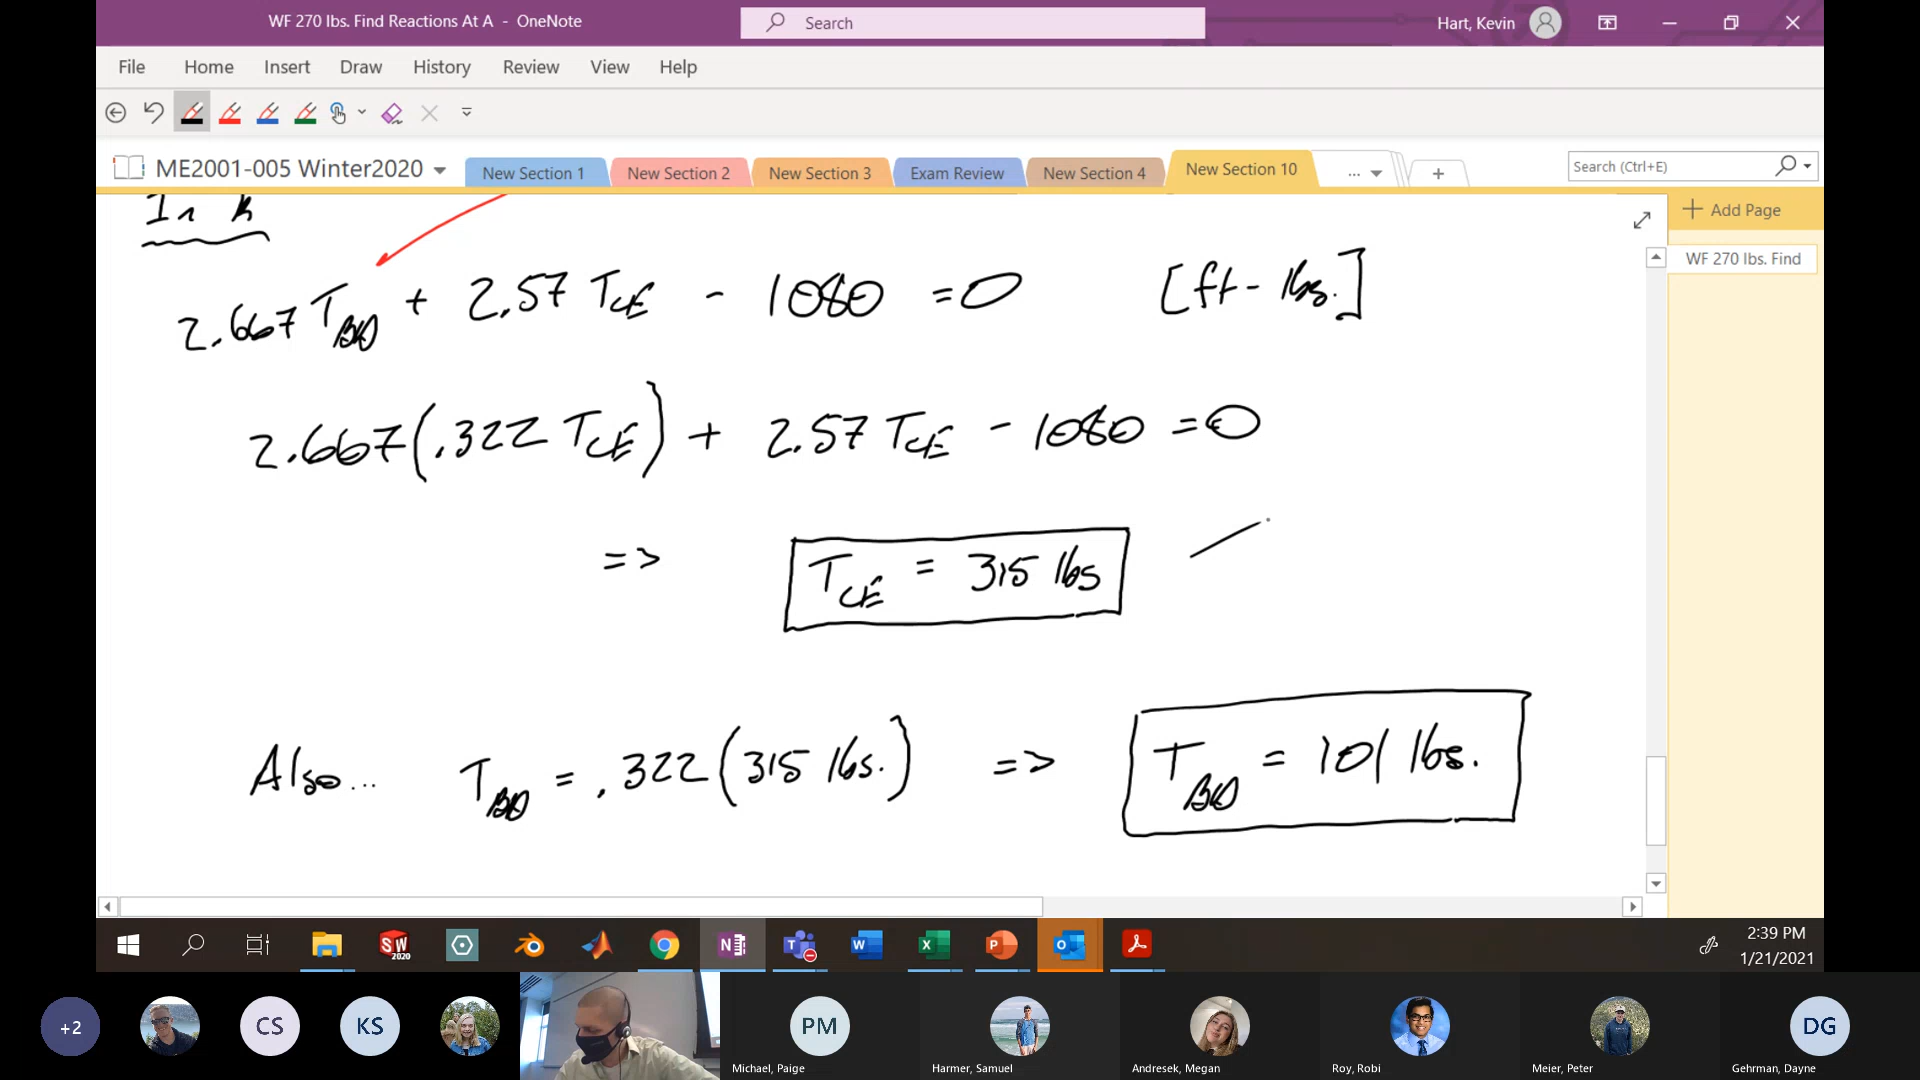 WF 270 lbs. Find Reactions At A - OneNote
Search
Hart, Kevin
File Home Insert Draw History Review View Help
ME2001-005 Winter2020
New Section 1
New Section 2
New Section 3
Exam Review
New Section 4
New Section 10
...
+
Search (Ctrl+E)
+ Add Page
WF 270 lbs. Find
In k
2.667 T_BD + 2.57 T_CE - 1080 = 0 [ft-lbs.]
2.667(.322 T_CE) + 2.57 T_CE - 1080 = 0
=> T_CE = 315 lbs
Also... T_BD = .322(315 lbs.) => T_BD = 101 lbs.
SW
2020
N
T
W
X
P
O
2:39 PM
1/21/2021
+2
CS
KS
PM
DG
Michael, Paige
Harmer, Samuel
Andresek, Megan
Roy, Robi
Meier, Peter
Gehrman, Dayne